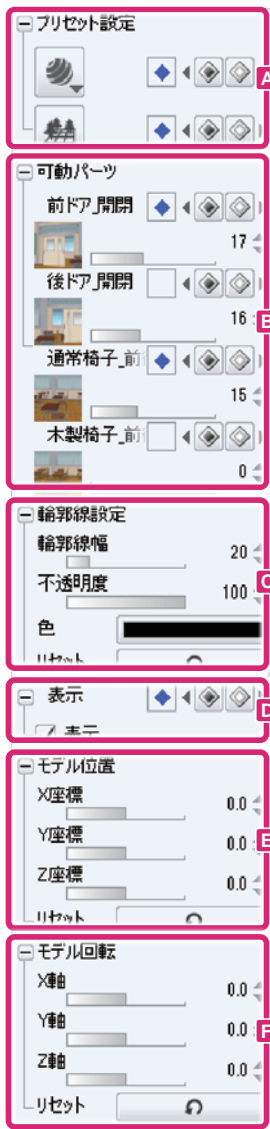 プリセット設定
A
可動パーツ
前ドア_開閉
17
後ドア_開閉
16
B
通常椅子_前
15
木製椅子_前
0
輪郭線設定
輪郭線幅
20
不透明度
100
C
色
リセット
表示
D
表示
モデル位置
X座標
0.0
Y座標
0.0
E
Z座標
0.0
リセット
モデル回転
X軸
0.0
Y軸
0.0
F
Z軸
0.0
リセット